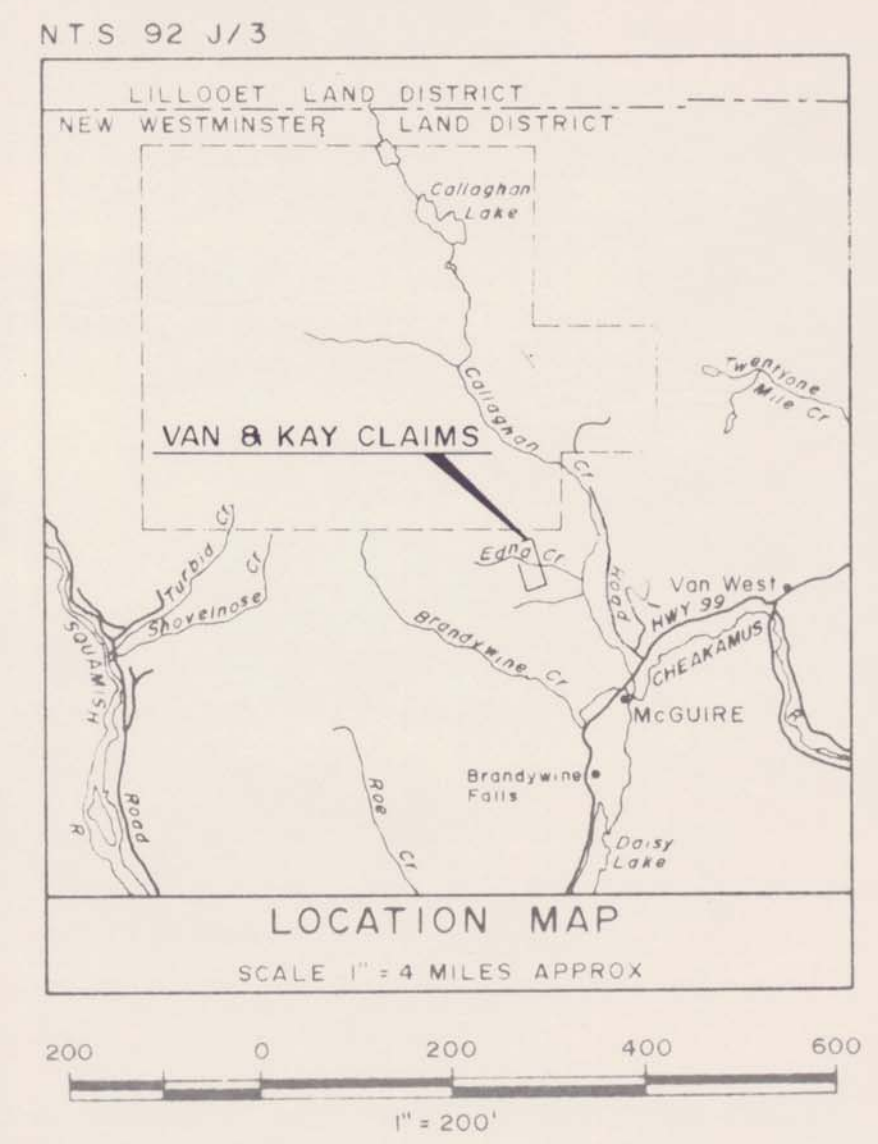 NTS 92 J/3
LILLOOET LAND DISTRICT
NEW WESTMINSTER LAND DISTRICT
Callaghan
Lake
Twentyone
Mile Cr
Callaghan Cr
VAN & KAY CLAIMS
Turbid Cr
Shovelnose Cr
Edna Cr
Road
Van West
HWY 99
CHEAKAMUS
Brandywine Cr
SQUAMISH R
McGUIRE
Road
Roe Cr
Brandywine
Falls
Daisy
Lake
LOCATION MAP
SCALE 1" = 4 MILES APPROX
200 0 200 400 600
1" = 200'